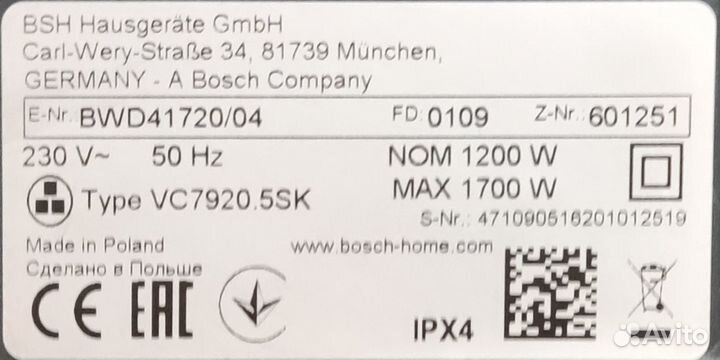 BSH Hausgeräte GmbH
Carl-Wery-Straße 34, 81739 München,
GERMANY - A Bosch Company
E-Nr.: BWD41720/04 FD: 0109 Z-Nr.: 601251
230 V~ 50 Hz NOM 1200 W
Type VC7920.5SK MAX 1700 W
S-Nr.: 471090516201012519
Made in Poland www.bosch-home.com
Сделано в Польше
CE EAC IPX4
Avito